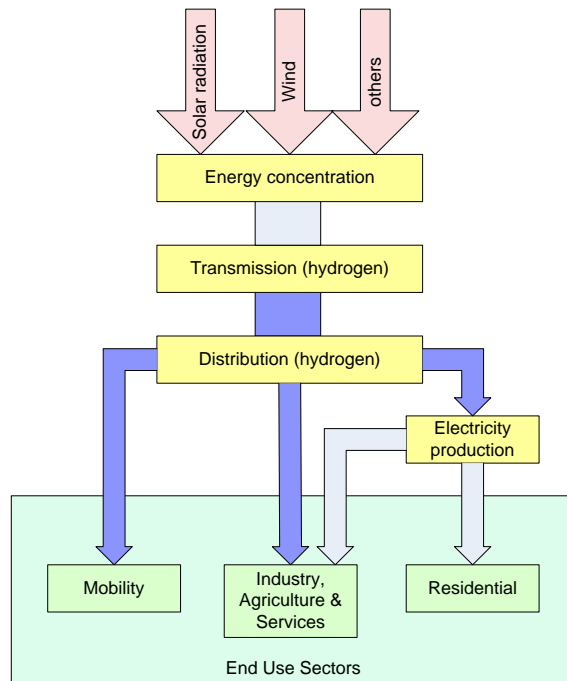 Solar radiation
Wind
others
Energy concentration
Transmission (hydrogen)
Distribution (hydrogen)
Electricity
production
Mobility
Industry,
Agriculture &
Services
Residential
End Use Sectors